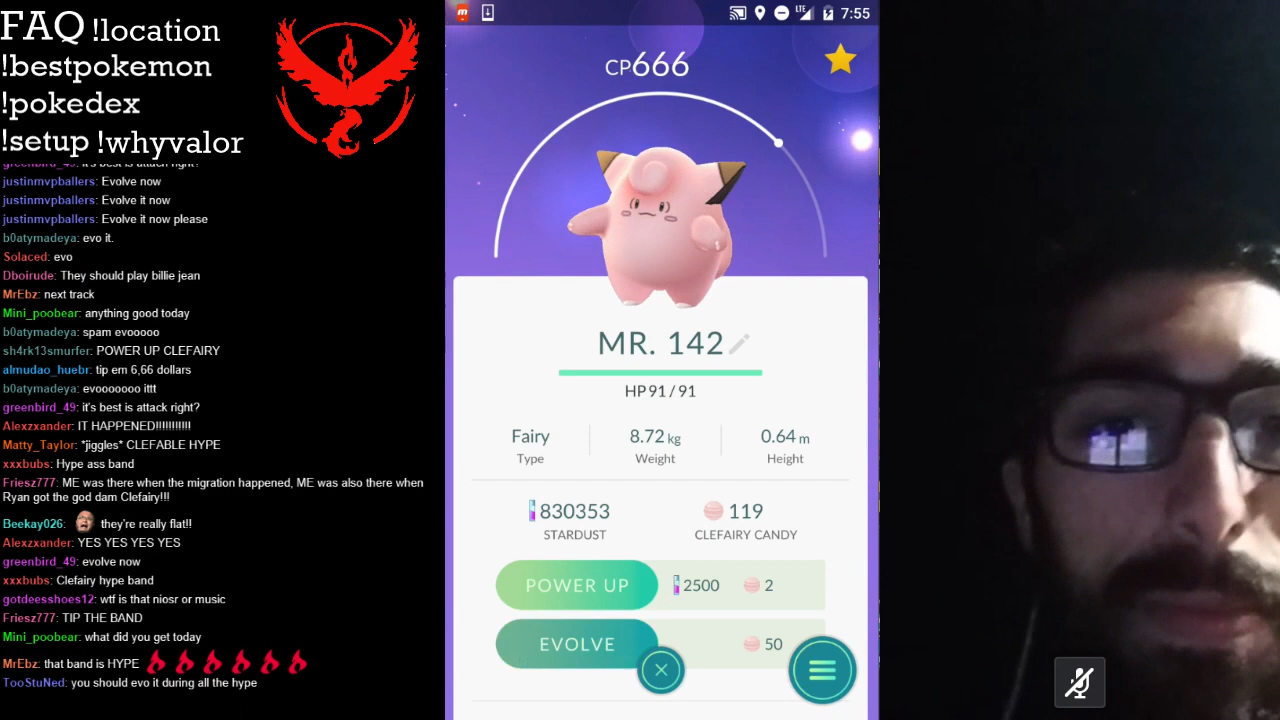 FAQ !location
!bestpokemon
!pokedex
!setup !whyvalor
greenbird_49: it's best is attack right?
justinmvpballers: Evolve now
justinmvpballers: Evolve it now
justinmvpballers: Evolve it now please
b0atymadeya: evo it.
Solaced: evo
Dboirude: They should play billie jean
MrEbz: next track
Mini_poobear: anything good today
b0atymadeya: spam evooooo
sh4rk13smurfer: POWER UP CLEFAIRY
almudao_huebr: tip em 6,66 dollars
b0atymadeya: evooooooo ittt
greenbird_49: it's best is attack right?
Alexzxander: IT HAPPENED!!!!!!!!!!!
Matty_Taylor: *jiggles* CLEFABLE HYPE
xxxbubs: Hype ass band
Friesz777: ME was there when the migration happened, ME was also there when
Ryan got the god dam Clefairy!!!
Beekay026: they're really flat!!
Alexzxander: YES YES YES YES
greenbird_49: evolve now
xxxbubs: Clefairy hype band
gotdeesshoes12: wtf is that niosr or music
Friesz777: TIP THE BAND
Mini_poobear: what did you get today
MrEbz: that band is HYPE
TooStuNed: you should evo it during all the hype
LTE 7:55
CP666
MR. 142
HP 91 / 91
Fairy 8.72 kg 0.64 m
Type Weight Height
830353 119
STARDUST CLEFAIRY CANDY
POWER UP 2500 2
EVOLVE 50